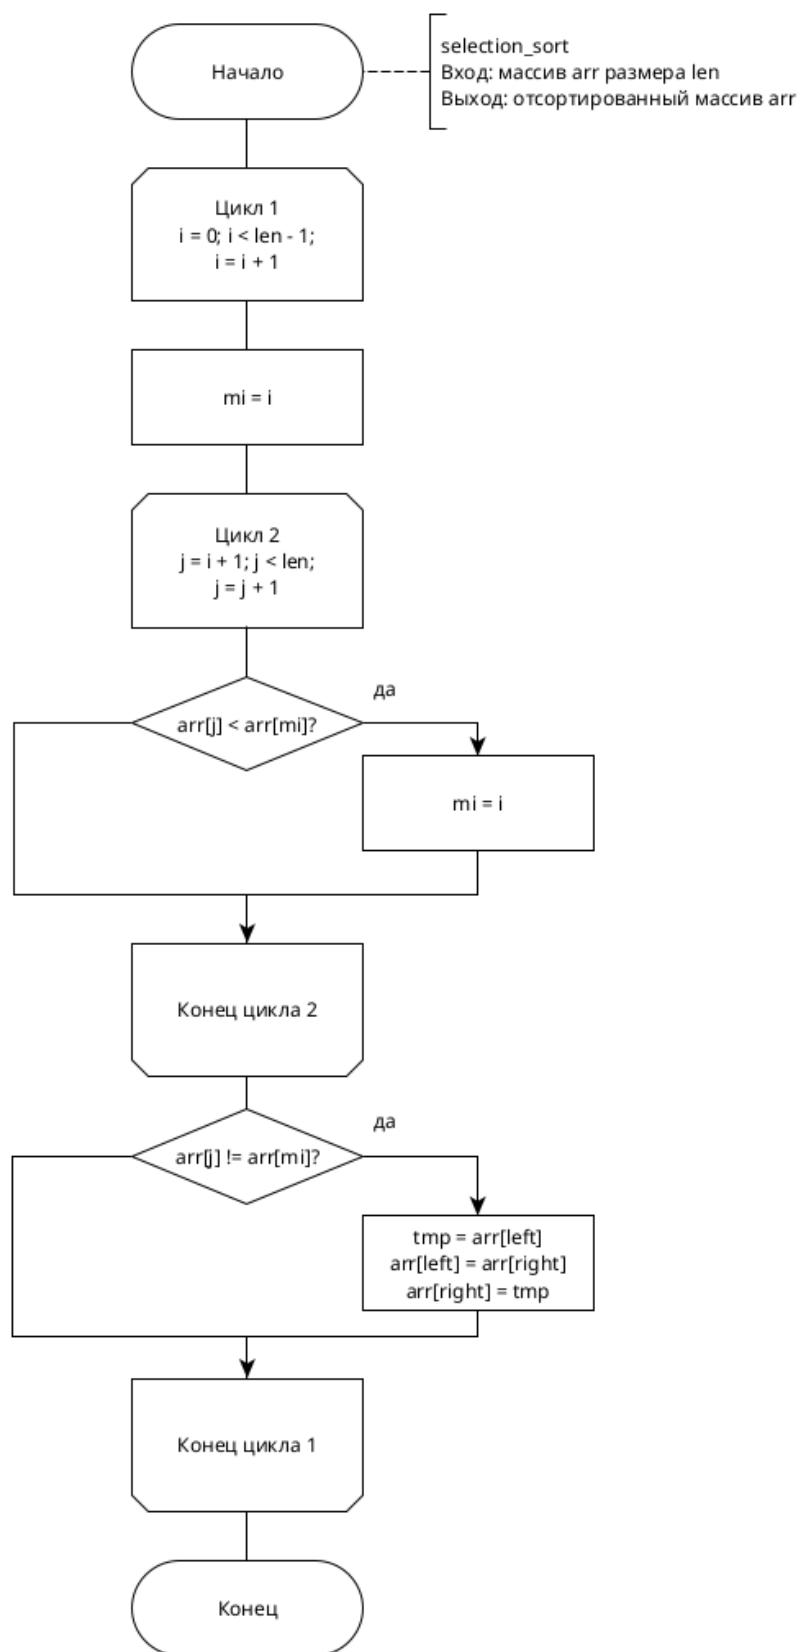 Начало
selection_sort
Вход: массив arr размера len
Выход: отсортированный массив arr
Цикл 1
i = 0; i < len - 1;
i = i + 1
mi = i
Цикл 2
j = i + 1; j < len;
j = j + 1
да
arr[j] < arr[mi]?
mi = i
Конец цикла 2
да
arr[j] != arr[mi]?
tmp = arr[left]
arr[left] = arr[right]
arr[right] = tmp
Конец цикла 1
Конец